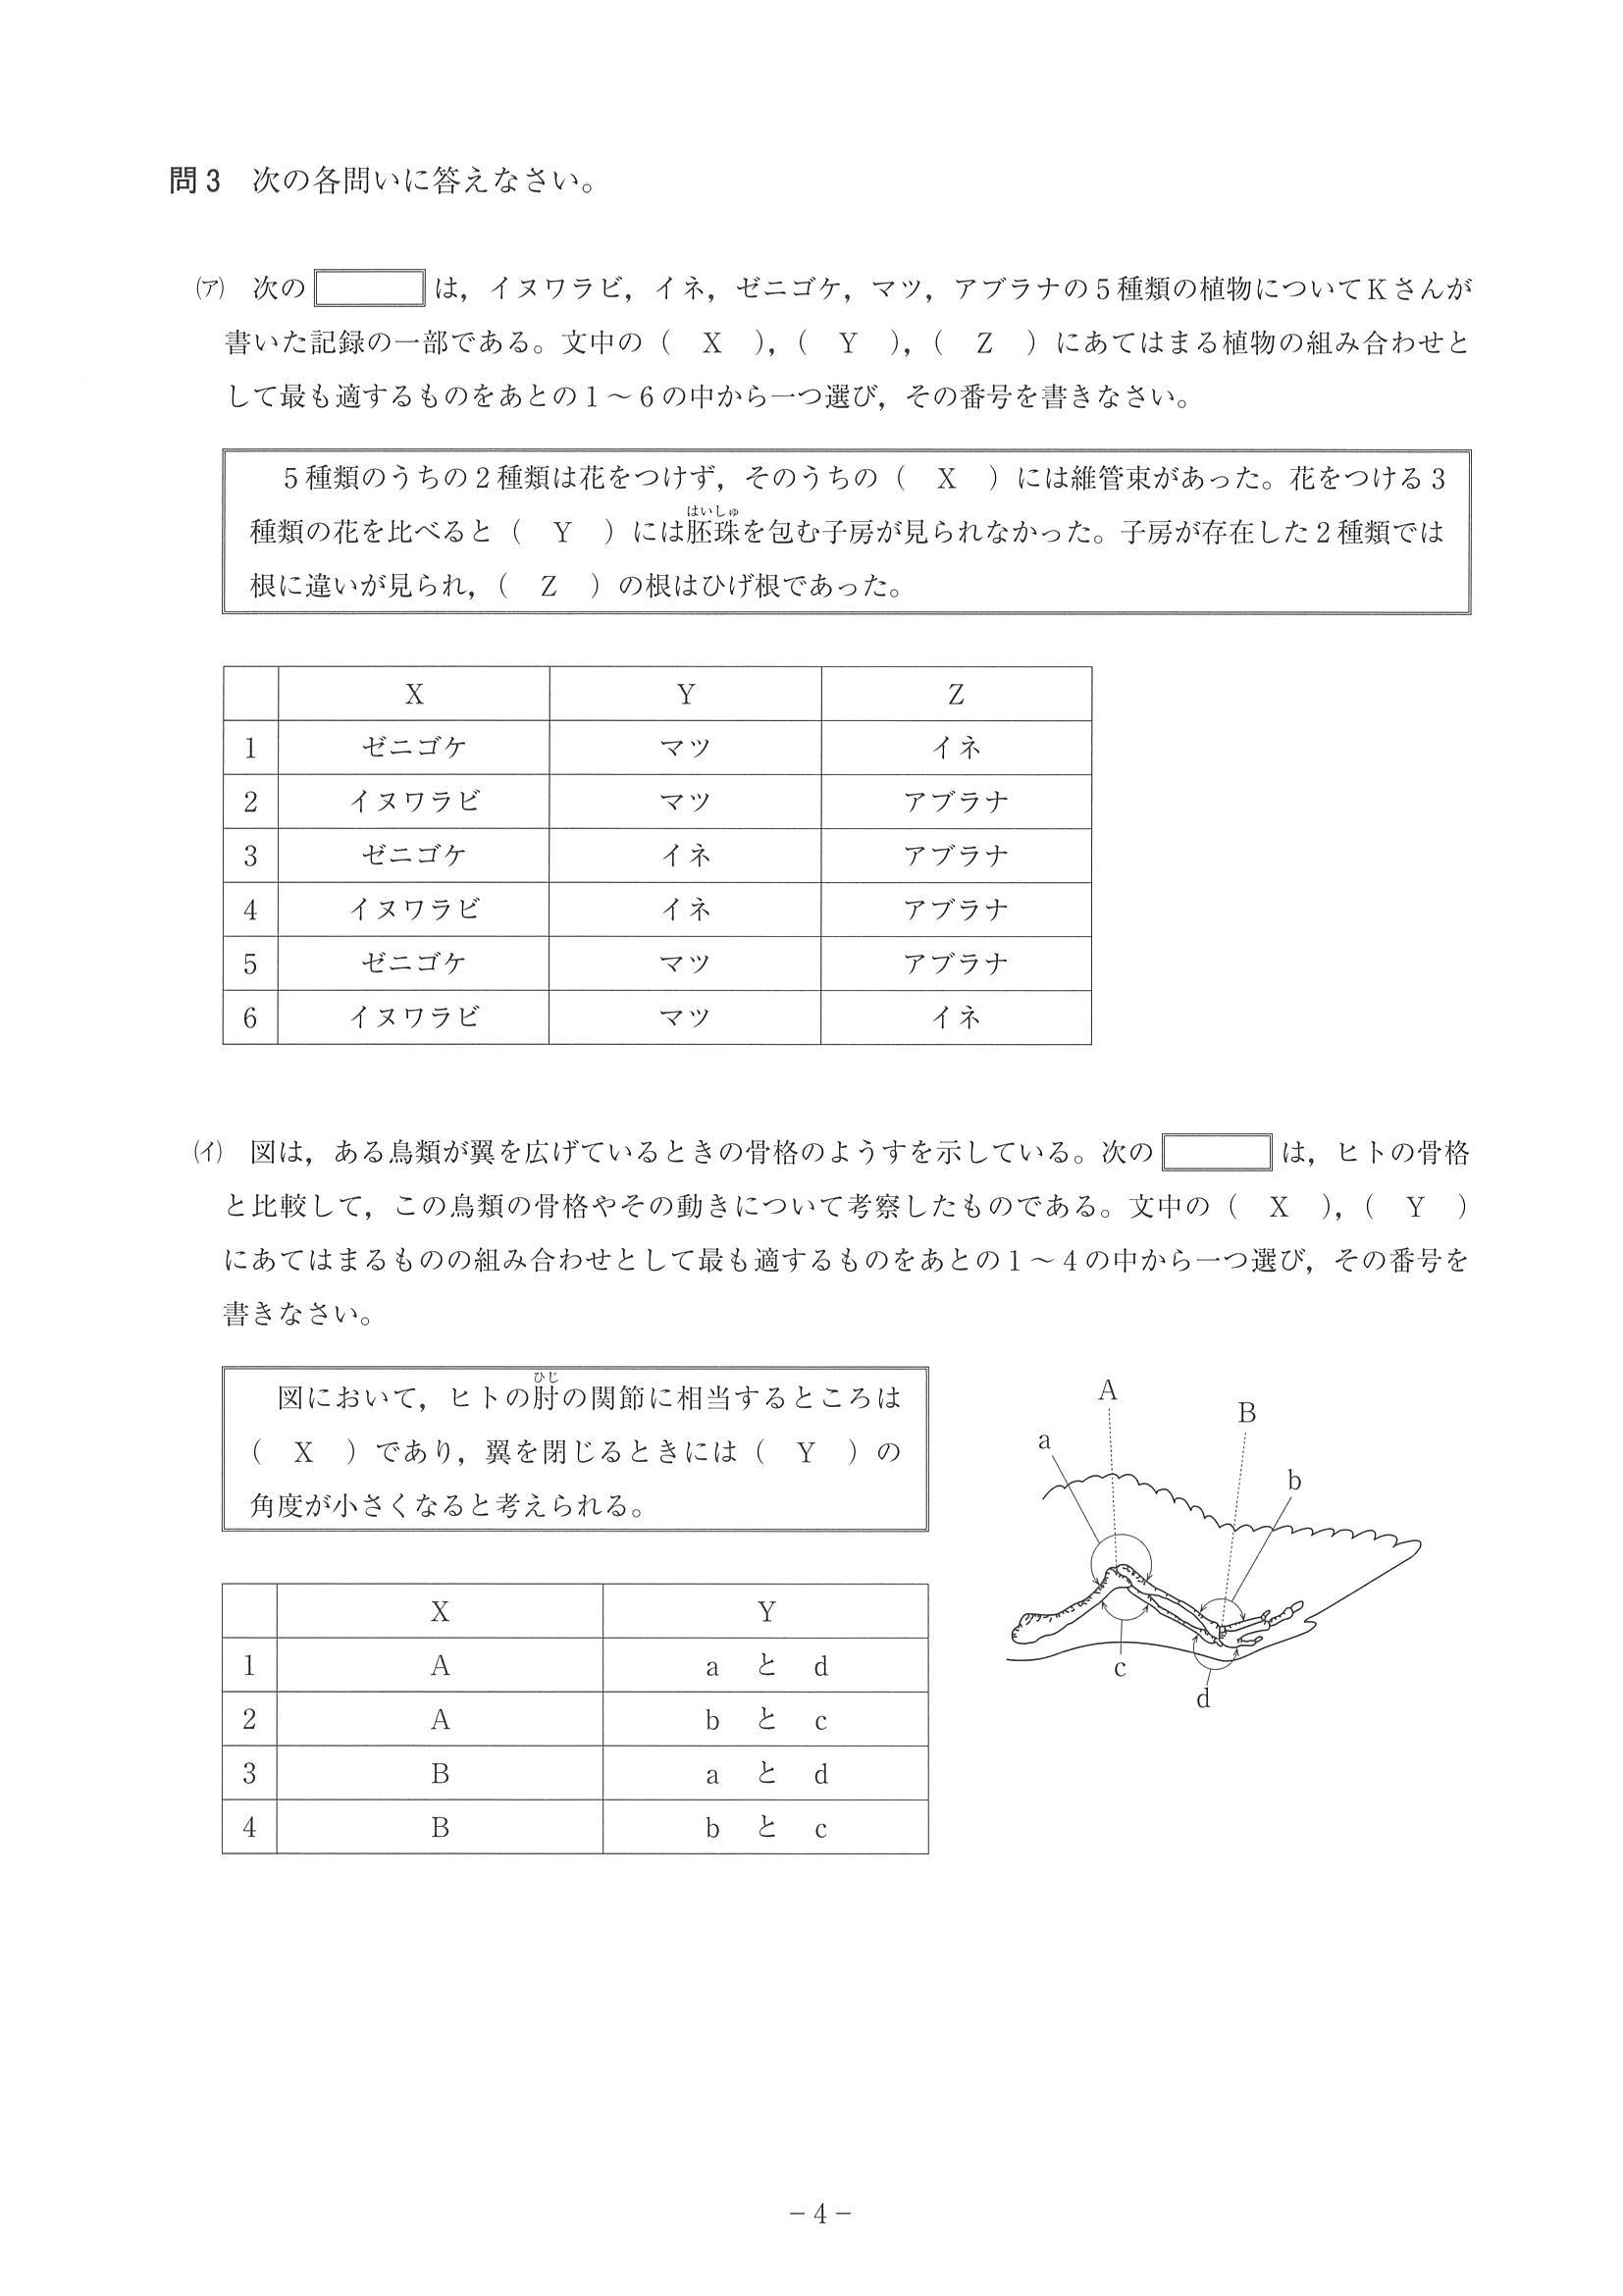 問3　次の各問いに答えなさい。
(ア)　次の　　　　は，イヌワラビ，イネ，ゼニゴケ，マツ，アブラナの5種類の植物についてKさんが
書いた記録の一部である。文中の（　X　），（　Y　），（　Z　）にあてはまる植物の組み合わせと
して最も適するものをあとの1～6の中から一つ選び，その番号を書きなさい。
5種類のうちの2種類は花をつけず，そのうちの（　X　）には維管束があった。花をつける3
はいしゅ
種類の花を比べると（　Y　）には胚珠を包む子房が見られなかった。子房が存在した2種類では
根に違いが見られ，（　Z　）の根はひげ根であった。
X　Y　Z
1　ゼニゴケ　マツ　イネ
2　イヌワラビ　マツ　アブラナ
3　ゼニゴケ　イネ　アブラナ
4　イヌワラビ　イネ　アブラナ
5　ゼニゴケ　マツ　アブラナ
6　イヌワラビ　マツ　イネ
(イ)　図は，ある鳥類が翼を広げているときの骨格のようすを示している。次の　　　　は，ヒトの骨格
と比較して，この鳥類の骨格やその動きについて考察したものである。文中の（　X　），（　Y　）
にあてはまるものの組み合わせとして最も適するものをあとの1～4の中から一つ選び，その番号を
書きなさい。
ひじ
図において，ヒトの肘の関節に相当するところは
（　X　）であり，翼を閉じるときには（　Y　）の
角度が小さくなると考えられる。
X　Y
1　A　a　と　d
2　A　b　と　c
3　B　a　と　d
4　B　b　と　c
A
B
a
b
c
d
－4－